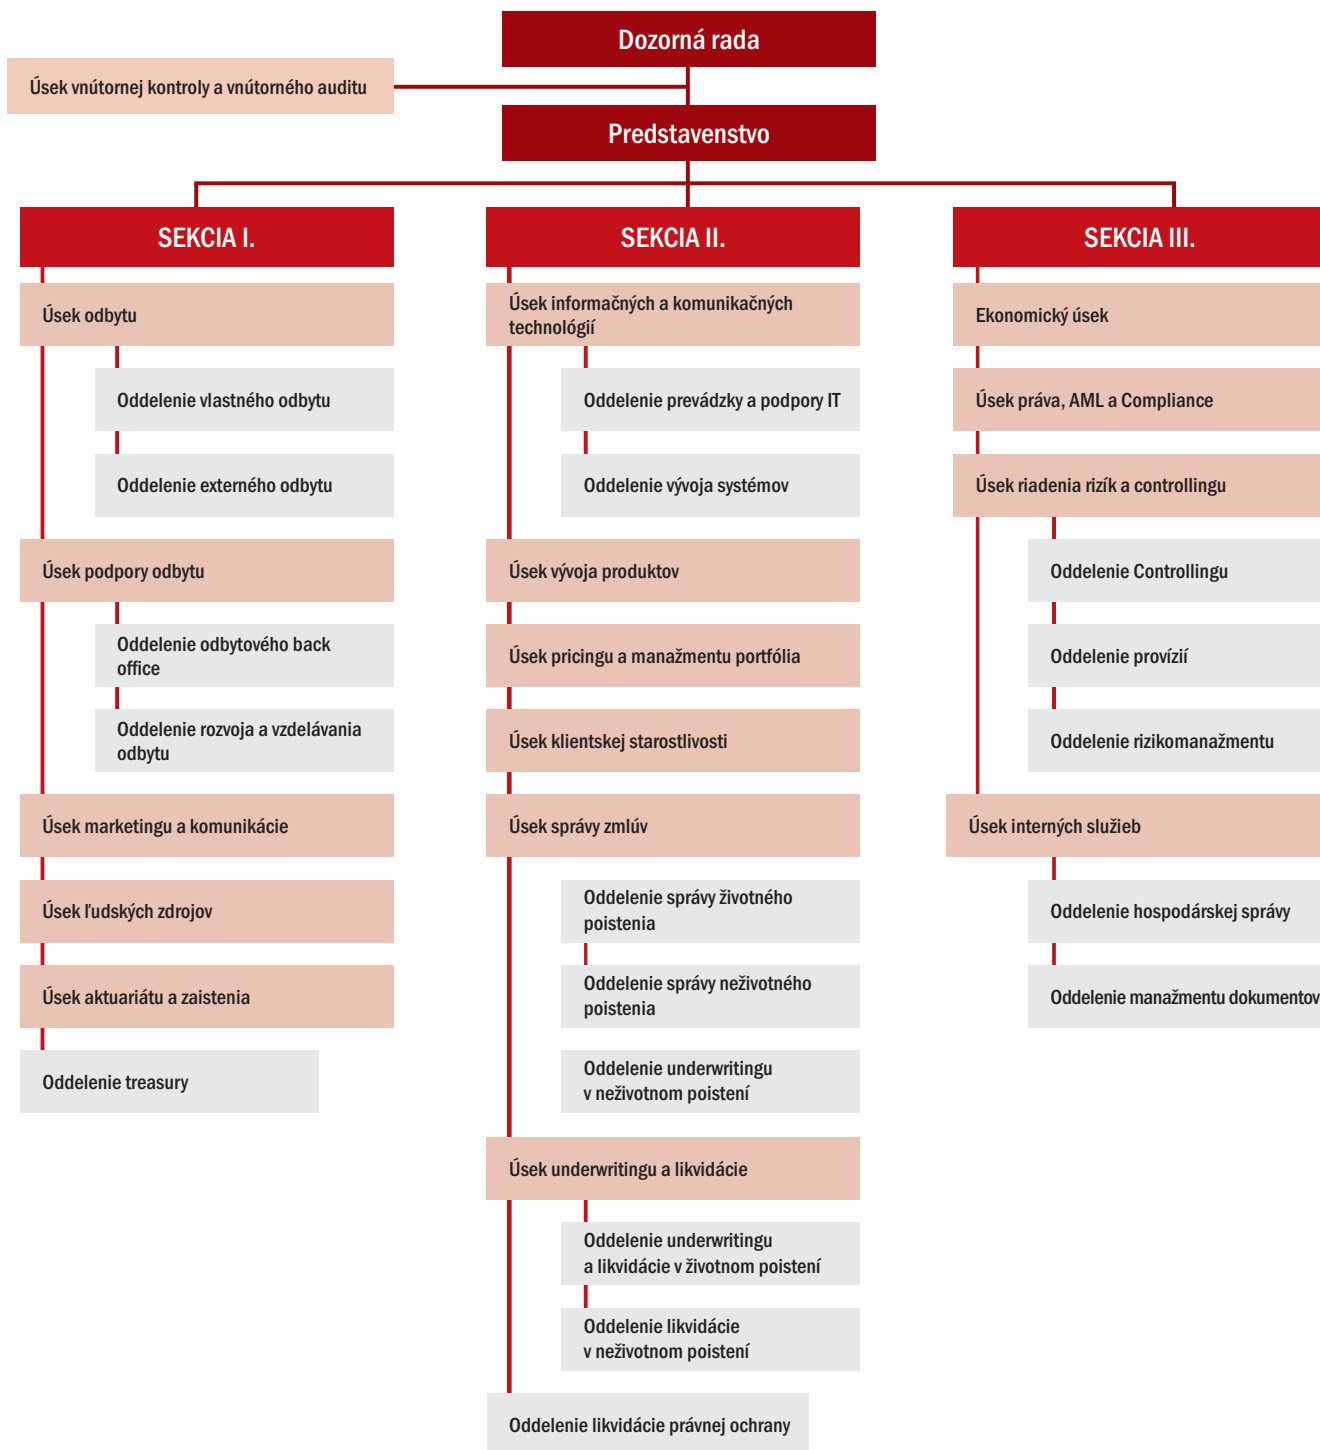 Dozorná rada
Úsek vnútornej kontroly a vnútorného auditu
Predstavenstvo
SEKCIA I.
Úsek odbytu
Oddelenie vlastného odbytu
Oddelenie externého odbytu
Úsek podpory odbytu
Oddelenie odbytového back
office
Oddelenie rozvoja a vzdelávania
odbytu
Úsek marketingu a komunikácie
Úsek ľudských zdrojov
Úsek aktuariátu a zaistenia
Oddelenie treasury
SEKCIA II.
Úsek informačných a komunikačných
technológií
Oddelenie prevádzky a podpory IT
Oddelenie vývoja systémov
Úsek vývoja produktov
Úsek pricingu a manažmentu portfólia
Úsek klientskej starostlivosti
Úsek správy zmlúv
Oddelenie správy životného
poistenia
Oddelenie správy neživotného
poistenia
Oddelenie underwritingu
v neživotnom poistení
Úsek underwritingu a likvidácie
Oddelenie underwritingu
a likvidácie v životnom poistení
Oddelenie likvidácie
v neživotnom poistení
Oddelenie likvidácie právnej ochrany
SEKCIA III.
Ekonomický úsek
Úsek práva, AML a Compliance
Úsek riadenia rizík a controllingu
Oddelenie Controllingu
Oddelenie provízií
Oddelenie rizikomanažmentu
Úsek interných služieb
Oddelenie hospodárskej správy
Oddelenie manažmentu dokumentov